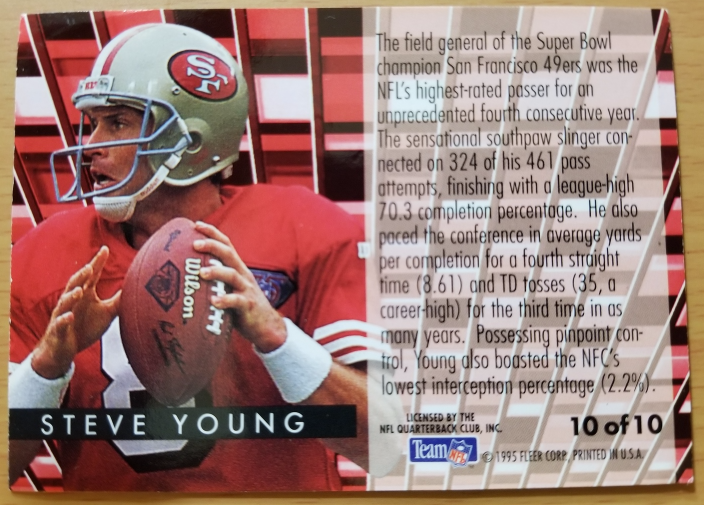 The field general of the Super Bowl
champion San Francisco 49ers was the
NFL's highest-rated passer for an
unprecedented fourth consecutive year.
The sensational southpaw slinger con-
nected on 324 of his 461 pass
attempts, finishing with a league-high
70.3 completion percentage. He also
paced the conference in average yards
per completion for a fourth straight
time (8.61) and TD tosses (35, a
career-high) for the third time in as
many years. Possessing pinpoint con-
trol, Young also boasted the NFC's
lowest interception percentage (2.2%).
SF
Wilson
8
STEVE YOUNG
LICENSED BY THE
NFL QUARTERBACK CLUB, INC.
10 of 10
Team NFL
© 1995 FLEER CORP., PRINTED IN U.S.A.